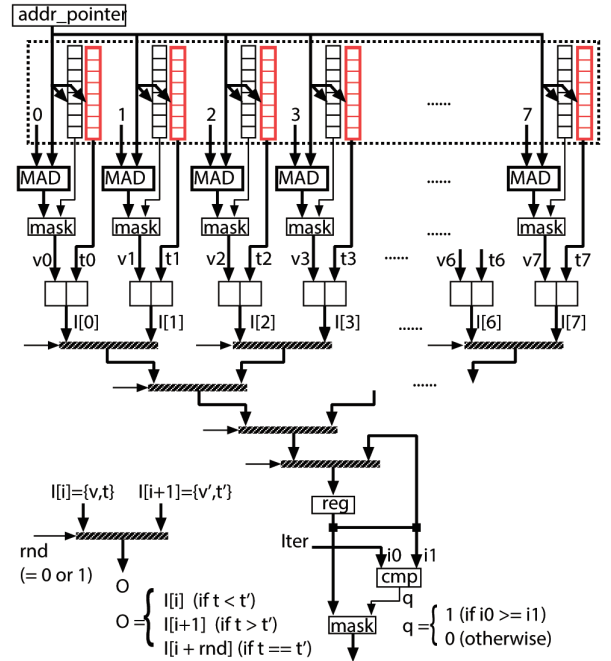 addr_pointer
......
0 1 2 3 7
MAD MAD MAD MAD ...... MAD
mask mask mask mask ...... mask
v0 t0 v1 t1 v2 t2 v3 t3 ...... v6 t6 v7 t7
I[0] I[1] I[2] I[3] ...... I[6] I[7]
......
I[i]={v,t} I[i+1]={v',t'}
reg
rnd
(= 0 or 1)
Iter
i0 i1
cmp
O
q
O = { I[i] (if t < t')
I[i+1] (if t > t')
I[i + rnd] (if t == t')
mask
q = { 1 (if i0 >= i1)
0 (otherwise)